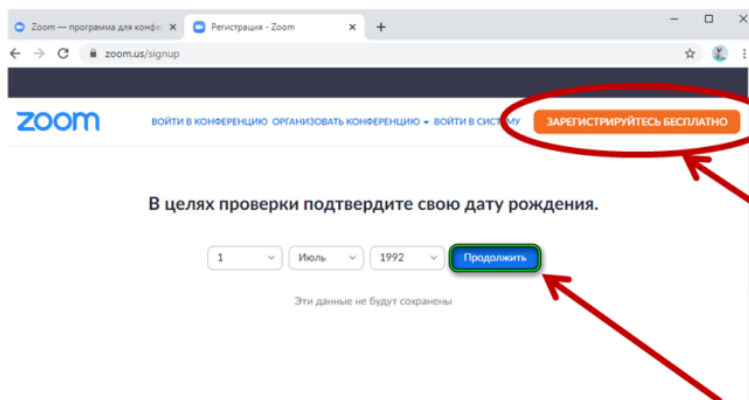 Zoom — программа для конфе
Регистрация - Zoom
zoom.us/signup
zoom
ВОЙТИ В КОНФЕРЕНЦИЮ ОРГАНИЗОВАТЬ КОНФЕРЕНЦИЮ ВОЙТИ В СИСТЕМУ ЗАРЕГИСТРИРУЙТЕСЬ БЕСПЛАТНО
В целях проверки подтвердите свою дату рождения.
1 Июль 1992 Продолжить
Эти данные не будут сохранены